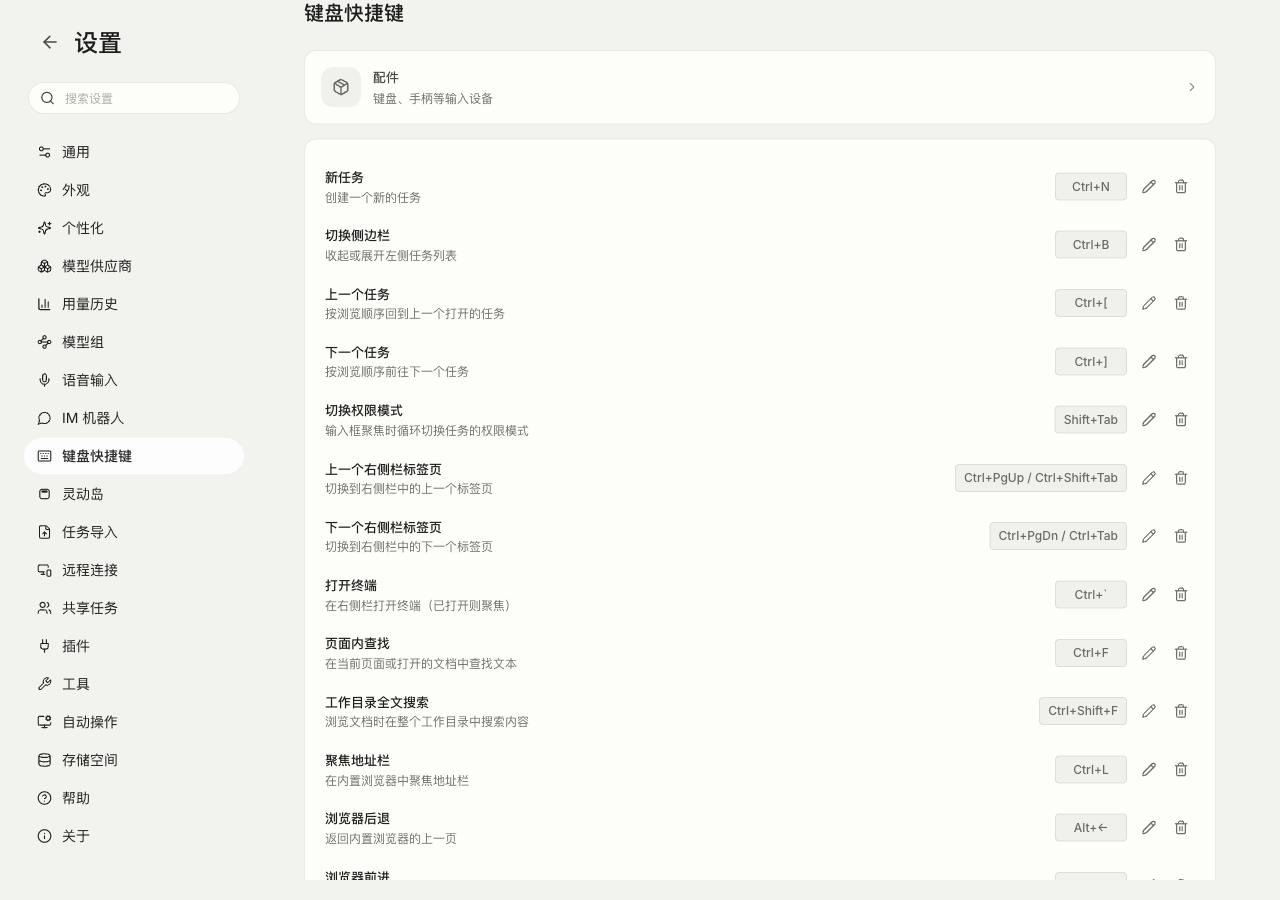 设置
搜索设置
通用
外观
个性化
模型供应商
用量历史
模型组
语音输入
IM 机器人
键盘快捷键
灵动岛
任务导入
远程连接
共享任务
插件
工具
自动操作
存储空间
帮助
关于
键盘快捷键
配件
键盘、手柄等输入设备
新任务
创建一个新的任务
Ctrl+N
切换侧边栏
收起或展开左侧任务列表
Ctrl+B
上一个任务
按浏览顺序回到上一个打开的任务
Ctrl+[
下一个任务
按浏览顺序前往下一个任务
Ctrl+]
切换权限模式
输入框聚焦时循环切换任务的权限模式
Shift+Tab
上一个右侧栏标签页
切换到右侧栏中的上一个标签页
Ctrl+PgUp / Ctrl+Shift+Tab
下一个右侧栏标签页
切换到右侧栏中的下一个标签页
Ctrl+PgDn / Ctrl+Tab
打开终端
在右侧栏打开终端（已打开则聚焦）
Ctrl+`
页面内查找
在当前页面或打开的文档中查找文本
Ctrl+F
工作目录全文搜索
浏览文档时在整个工作目录中搜索内容
Ctrl+Shift+F
聚焦地址栏
在内置浏览器中聚焦地址栏
Ctrl+L
浏览器后退
返回内置浏览器的上一页
Alt+←
浏览器前进